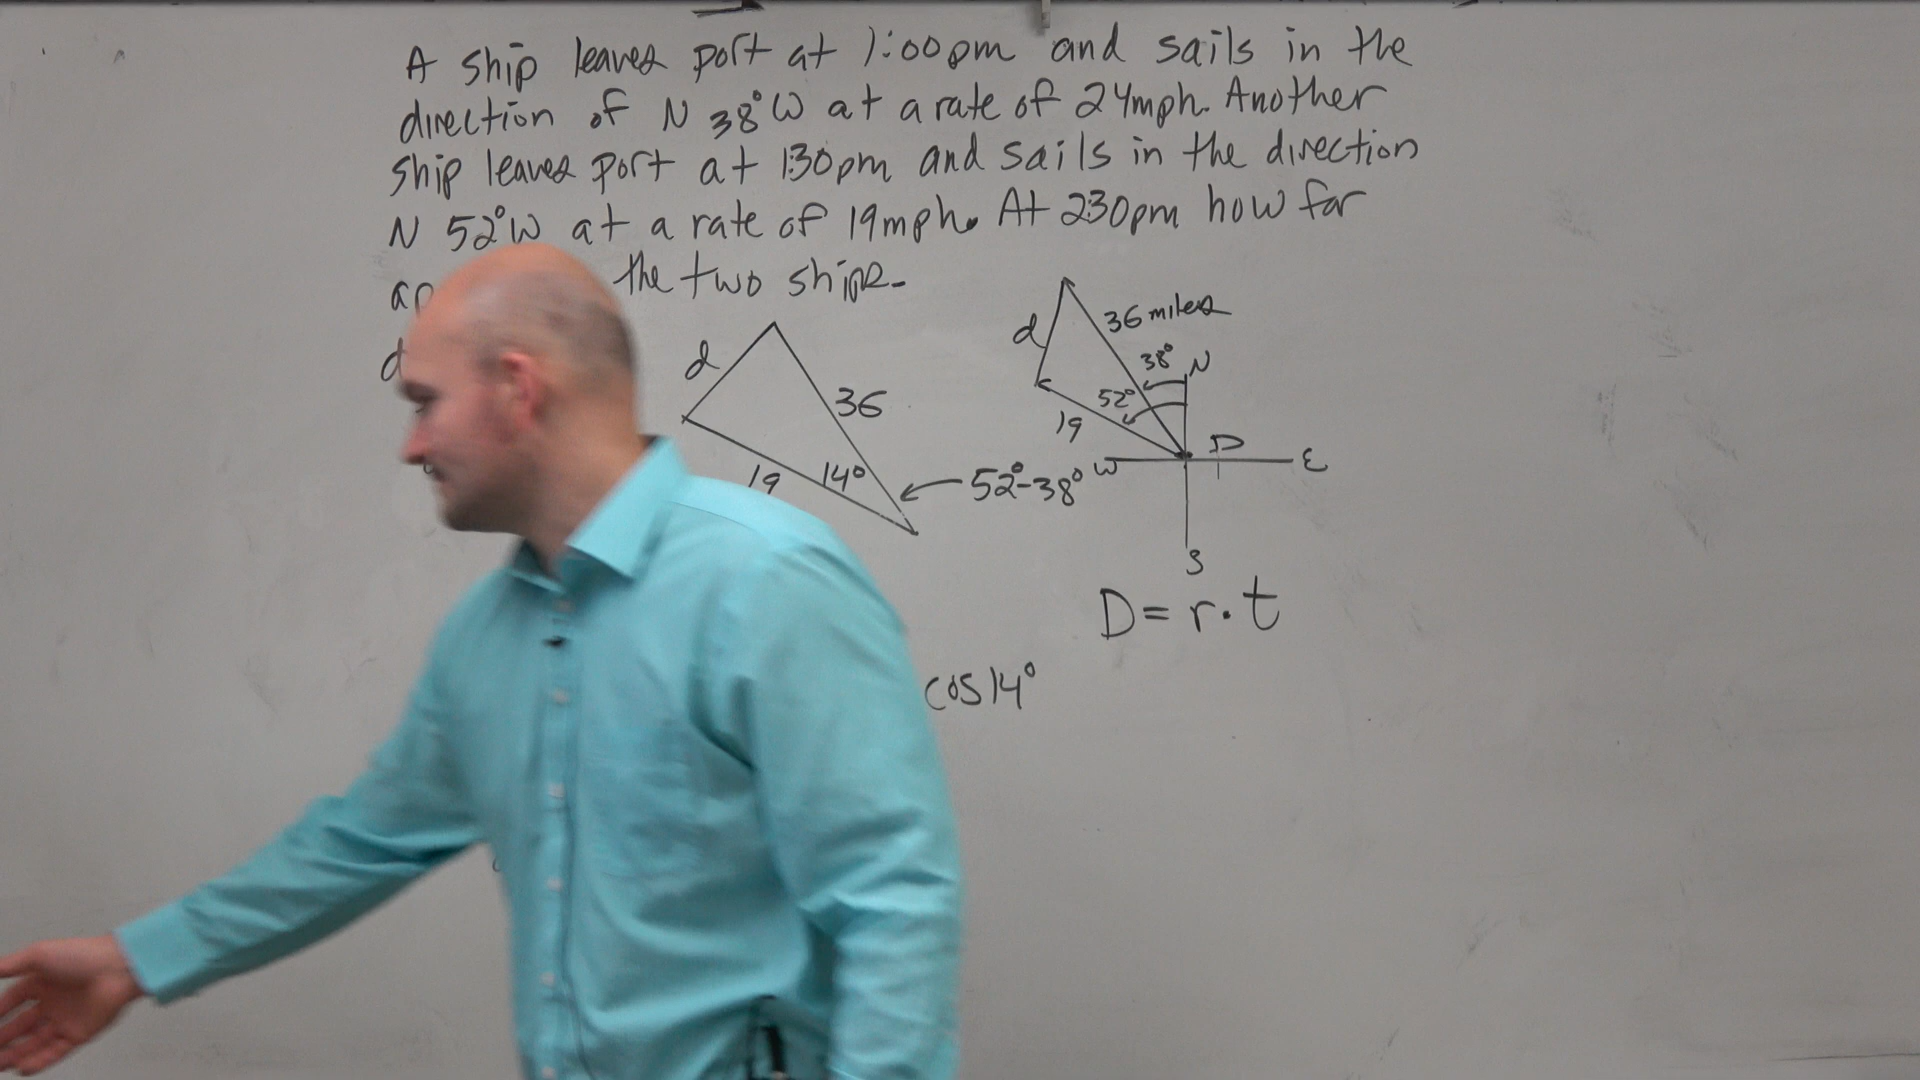 A ship leaves port at 1:00pm and sails in the
direction of N 38°W at a rate of 24mph. Another
ship leaves port at 1:30pm and sails in the direction
N 52°W at a rate of 19mph. At 2:30pm how far
the two ships.
d
36
19
14°
52°-38°
d
36 miles
38°
N
52°
19
W
D
E
S
D = r · t
cos14°